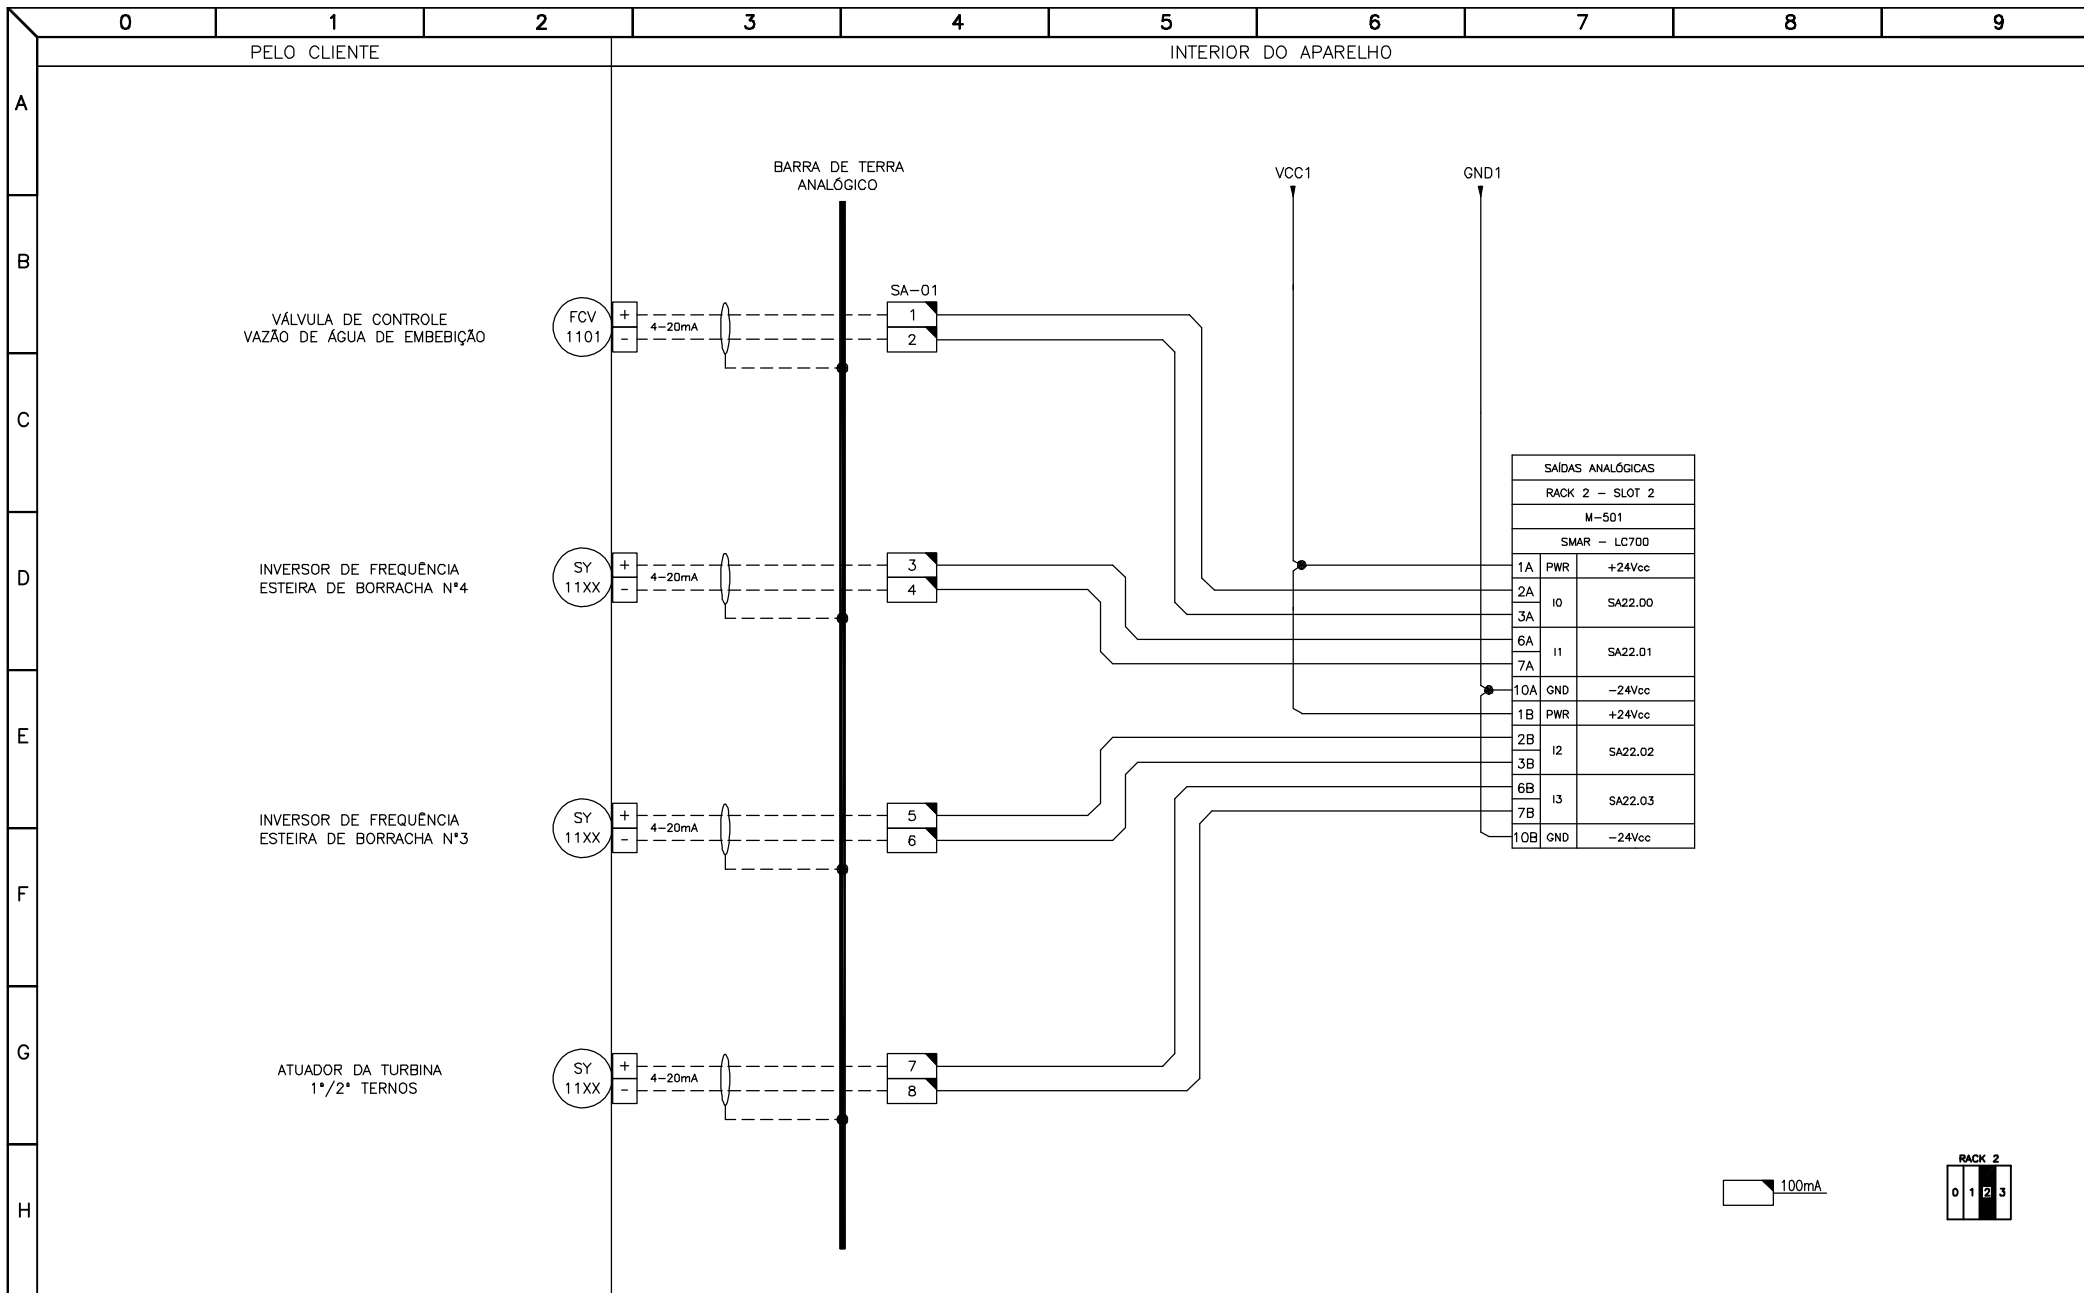 0 1 2 3 4 5 6 7 8 9
PELO CLIENTE
INTERIOR DO APARELHO
A
B
C
D
E
F
G
H
BARRA DE TERRA
ANALÓGICO
VCC1
GND1
SA-01
VÁLVULA DE CONTROLE
VAZÃO DE ÁGUA DE EMBEBIÇÃO
FCV
1101
+
-
4-20mA
1
2
INVERSOR DE FREQUÊNCIA
ESTEIRA DE BORRACHA Nº4
SY
11XX
+
-
4-20mA
3
4
INVERSOR DE FREQUÊNCIA
ESTEIRA DE BORRACHA Nº3
SY
11XX
+
-
4-20mA
5
6
ATUADOR DA TURBINA
1º/2º TERNOS
SY
11XX
+
-
4-20mA
7
8
SAÍDAS ANALÓGICAS
RACK 2 - SLOT 2
M-501
SMAR - LC700
1A PWR +24Vcc
2A
I0 SA22.00
3A
6A
I1 SA22.01
7A
10A GND -24Vcc
1B PWR +24Vcc
2B
I2 SA22.02
3B
6B
I3 SA22.03
7B
10B GND -24Vcc
100mA
RACK 2
0 1 2 3